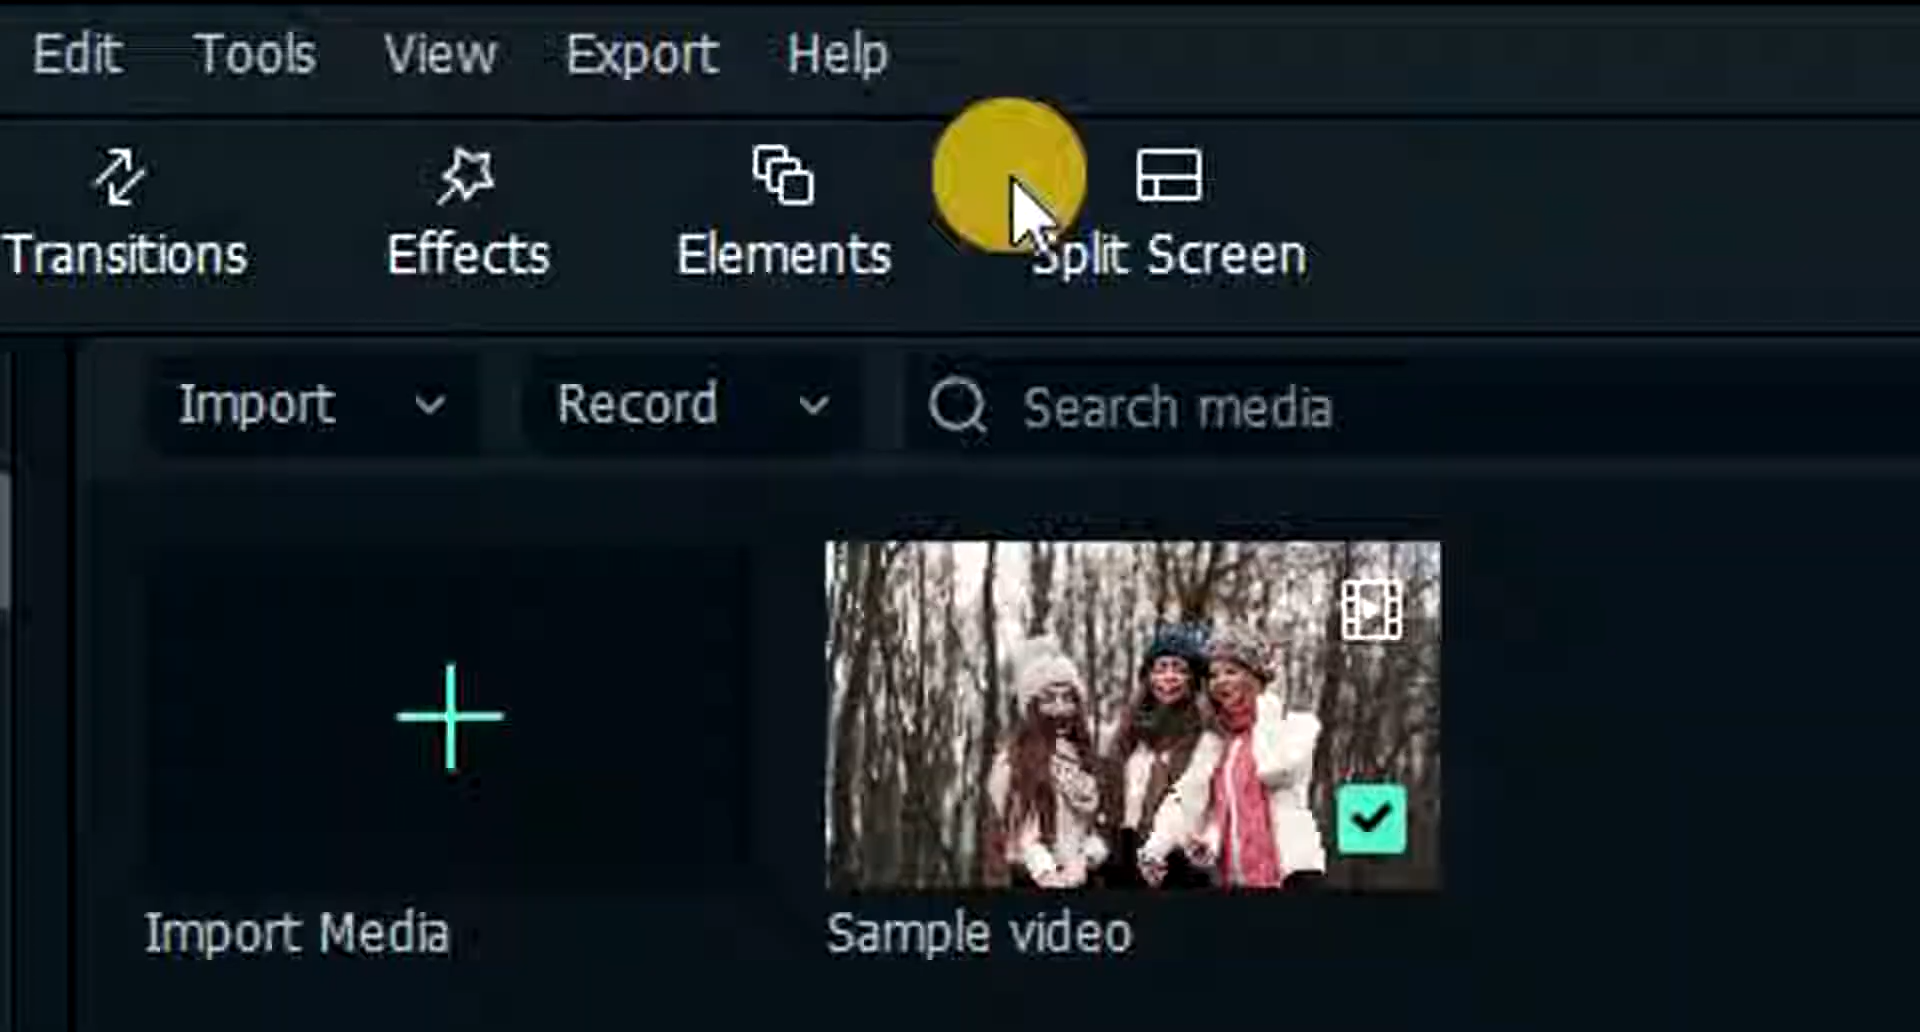 Edit Tools View Export Help
Transitions Effects Elements Split Screen
Import Record Search media
Import Media Sample video